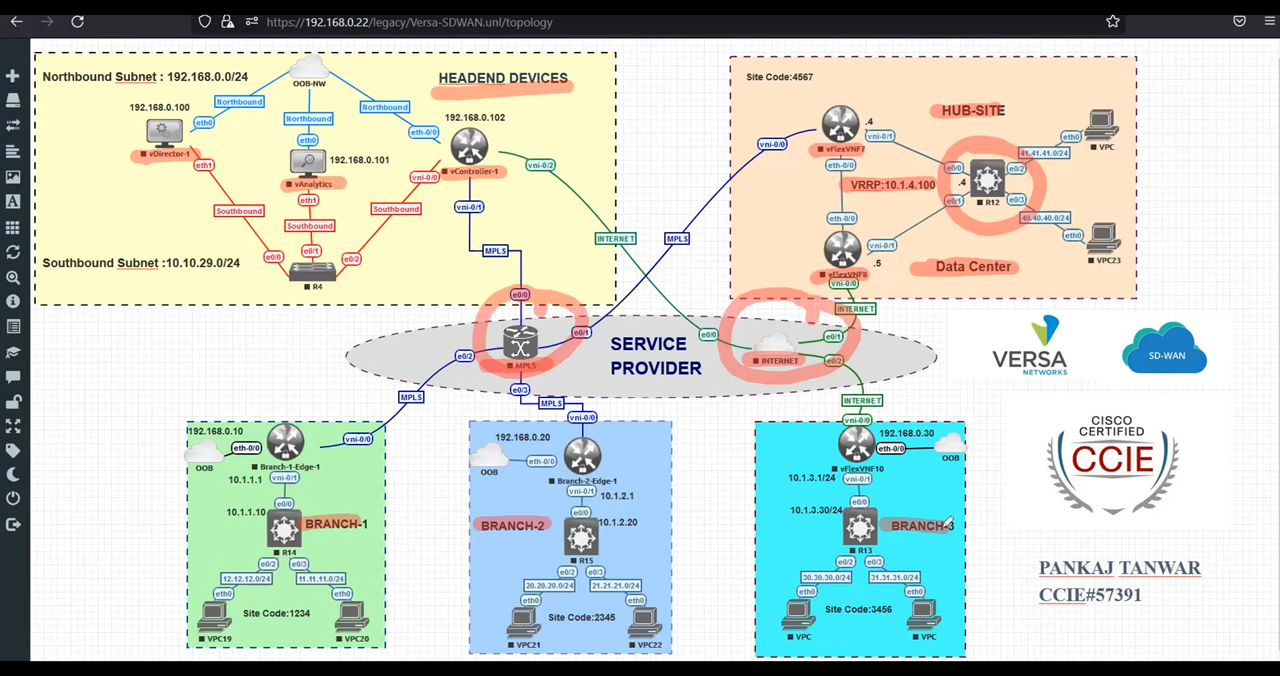 https://192.168.0.22/legacy/Versa-SDWAN.unl/topology
Northbound Subnet : 192.168.0.0/24
OOB-NW
HEADEND DEVICES
192.168.0.100
Northbound
Northbound
Northbound
eth0
eth0
eth-0/0
192.168.0.102
vDirector-1
192.168.0.101
vAnalytics
vController-1
eth1
eth1
vni-0/0
vni-0/2
vni-0/1
Southbound
Southbound
Southbound
MPLS
INTERNET
Southbound Subnet :10.10.29.0/24
e0/0
e0/1
e0/2
R4
Site Code:4567
HUB-SITE
vni-0/0
.4
vni-0/1
vFlexVNF7
eth-0/0
VRRP:10.1.4.100
e0/0
e0/2
.4
e0/1
e0/3
R12
eth0
41.41.41.0/24
VPC
40.40.40.0/24
eth0
VPC23
eth-0/0
vni-0/1
.5
vFlexVNF8
vni-0/0
Data Center
MPLS
INTERNET
e0/0
e0/1
e0/2
e0/3
MPLS
SERVICE
PROVIDER
e0/0
e0/1
e0/2
INTERNET
VERSA
NETWORKS
SD-WAN
MPLS
MPLS
INTERNET
192.168.0.10
OOB
eth-0/0
vni-0/0
Branch-1-Edge-1
vni-0/1
10.1.1.1
e0/0
10.1.1.10
BRANCH-1
R14
e0/2
e0/3
12.12.12.0/24
11.11.11.0/24
eth0
eth0
Site Code:1234
VPC19
VPC20
vni-0/0
192.168.0.20
OOB
eth-0/0
Branch-2-Edge-1
vni-0/1
10.1.2.1
e0/0
10.1.2.20
BRANCH-2
R15
e0/2
e0/3
20.20.20.0/24
21.21.21.0/24
eth0
eth0
Site Code:2345
VPC21
VPC22
vni-0/0
192.168.0.30
eth-0/0
OOB
vFlexVNF10
10.1.3.1/24
vni-0/1
e0/0
10.1.3.30/24
BRANCH-3
R13
e0/2
e0/3
30.30.30.0/24
31.31.31.0/24
eth0
eth0
Site Code:3456
VPC
VPC
CISCO
CERTIFIED
CCIE
PANKAJ TANWAR
CCIE#57391